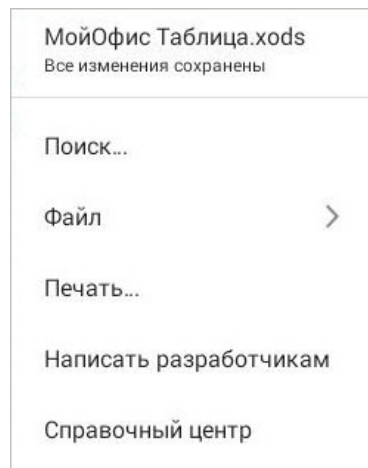 МойОфис Таблица.xods
Все изменения сохранены
Поиск...
Файл
Печать...
Написать разработчикам
Справочный центр